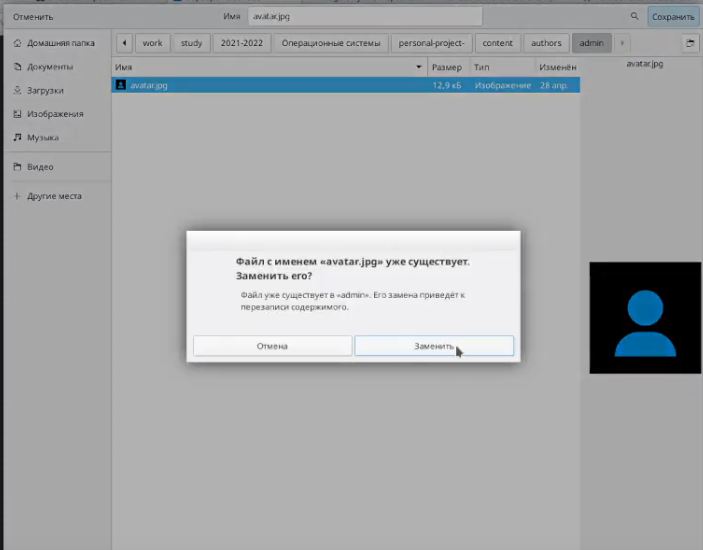 Отменить Имя avatar.jpg Сохранить
Домашняя папка
Документы
Загрузки
Изображения
Музыка
Видео
Другие места
work study 2021-2022 Операционные системы personal-project- content authors admin
Имя Размер Тип Изменён
avatar.jpg 12,9 кБ Изображение 28 апр.
avatar.jpg
Файл с именем «avatar.jpg» уже существует.
Заменить его?
Файл уже существует в «admin». Его замена приведёт к
перезаписи содержимого.
Отмена Заменить